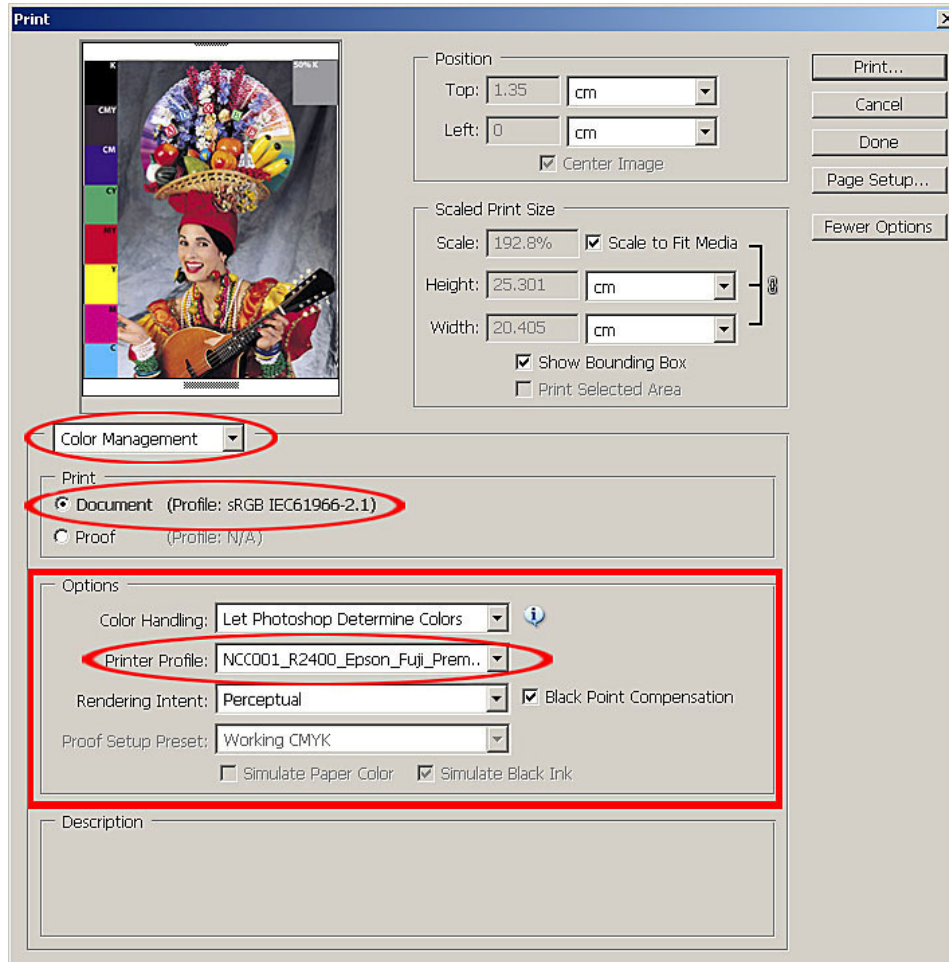 Print
K
50% K
CMY
CM
CY
MY
Y
M
C
Position
Top: 1.35 cm
Left: 0 cm
Center Image
Scaled Print Size
Scale: 192.8% Scale to Fit Media
Height: 25.301 cm
Width: 20.405 cm
Show Bounding Box
Print Selected Area
Print...
Cancel
Done
Page Setup...
Fewer Options
Color Management
Print
Document (Profile: sRGB IEC61966-2.1)
Proof (Profile: N/A)
Options
Color Handling: Let Photoshop Determine Colors
Printer Profile: NCC001_R2400_Epson_Fuji_Prem..
Rendering Intent: Perceptual Black Point Compensation
Proof Setup Preset: Working CMYK
Simulate Paper Color Simulate Black Ink
Description